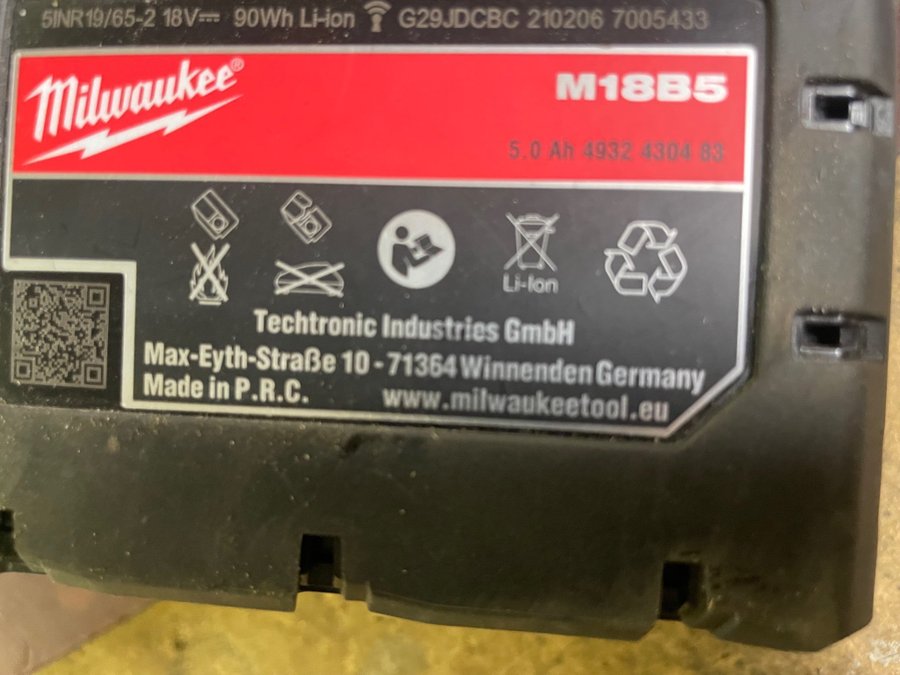 5INR19/65-2 18V⎓ 90Wh Li-ion G29JDCBC 210206 7005433
Milwaukee®
M18B5
5.0 Ah 4932 4304 83
Li-Ion
Techtronic Industries GmbH
Max-Eyth-Straße 10 - 71364 Winnenden Germany
Made in P.R.C. www.milwaukeetool.eu